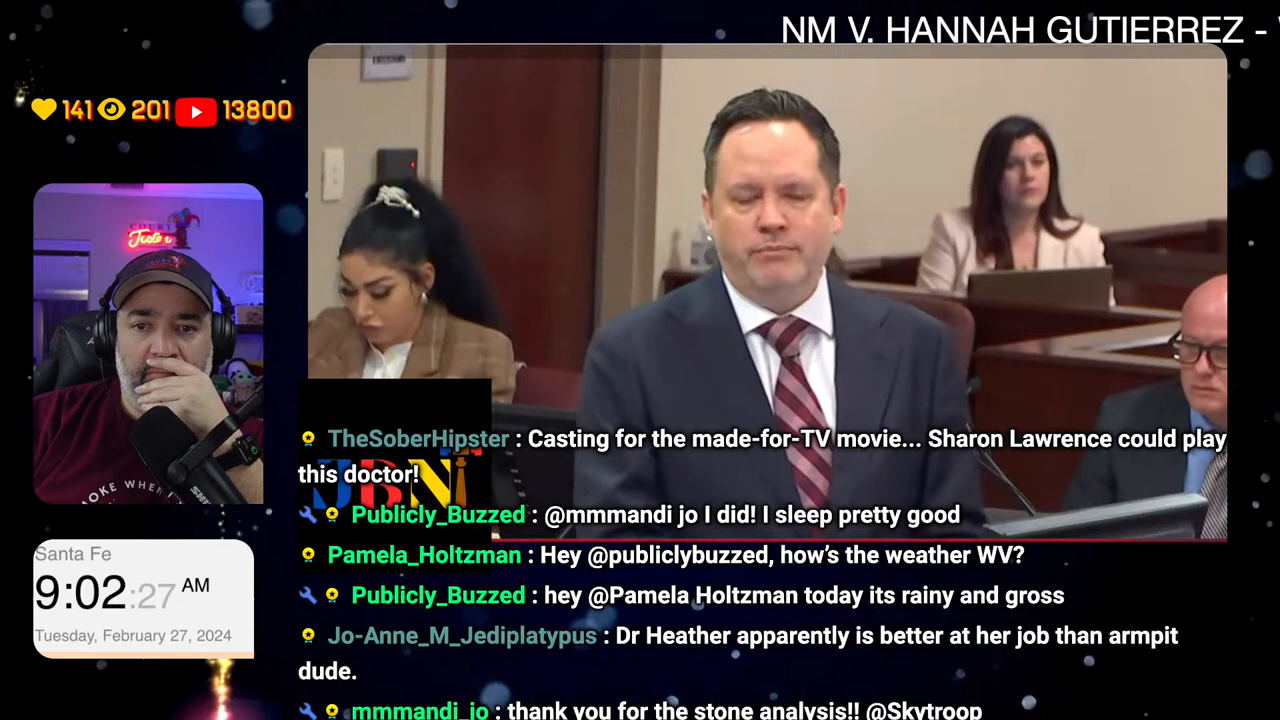 NM V. HANNAH GUTIERREZ -
141 201 13800
COURT
TheSoberHipster : Casting for the made-for-TV movie... Sharon Lawrence could play
this doctor!
JBN
Publicly_Buzzed : @mmmandi jo I did! I sleep pretty good
Santa Fe
Pamela_Holtzman : Hey @publiclybuzzed, how’s the weather WV?
9:02:27 AM
Publicly_Buzzed : hey @Pamela Holtzman today its rainy and gross
Tuesday, February 27, 2024
Jo-Anne_M_Jediplatypus : Dr Heather apparently is better at her job than armpit
dude.
mmmandi_jo : thank you for the stone analysis!! @Skytroop